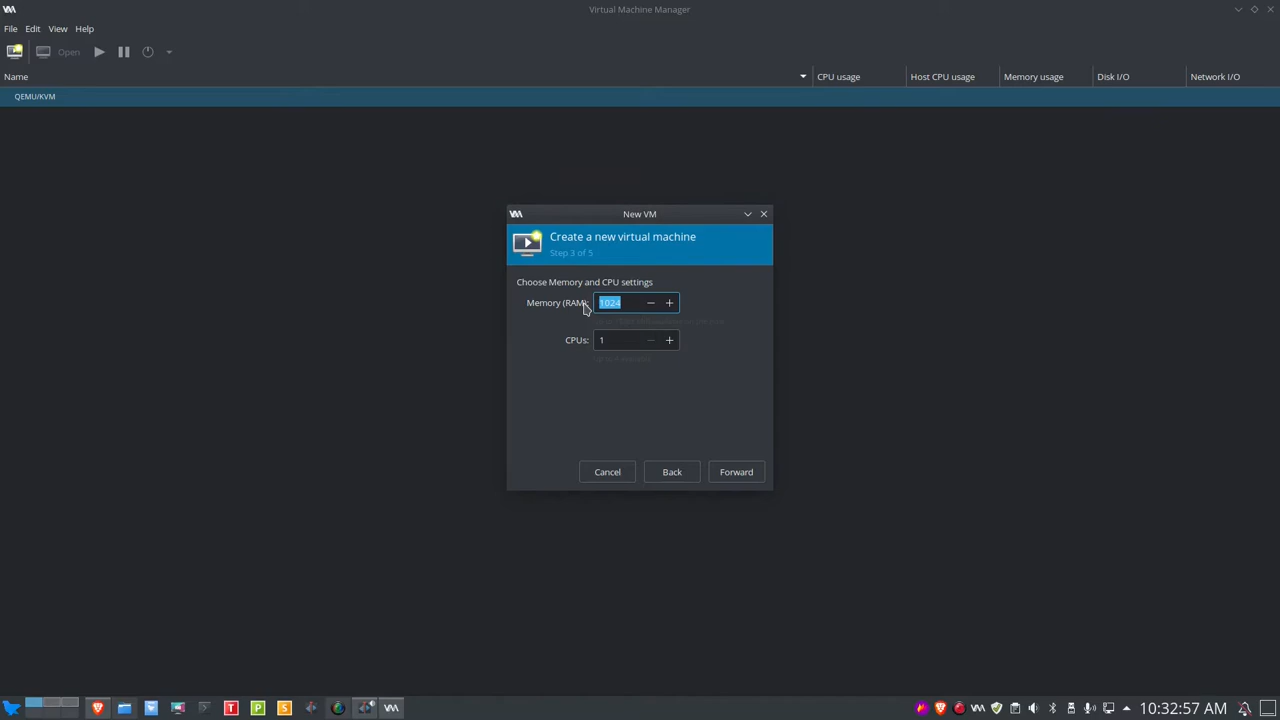 Virtual Machine Manager
File Edit View Help
Open
Name CPU usage Host CPU usage Memory usage Disk I/O Network I/O
QEMU/KVM
New VM
Create a new virtual machine
Step 3 of 5
Choose Memory and CPU settings
Memory (RAM): 1024
CPUs: 1
Cancel Back Forward
T P S 10:32:57 AM